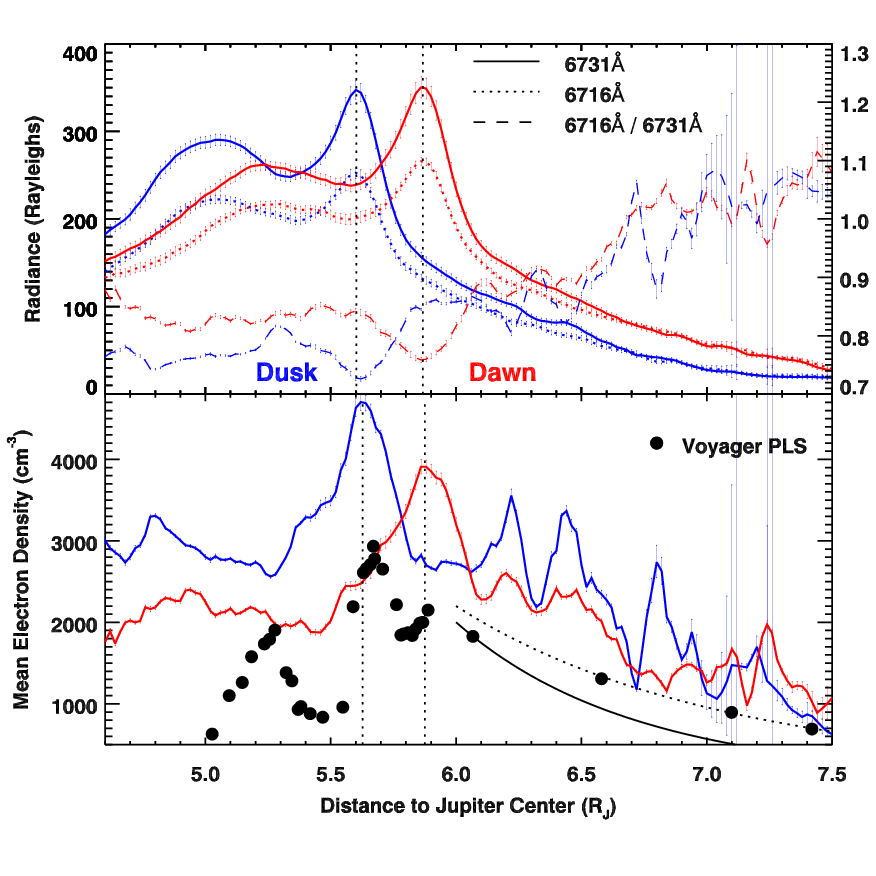 400
300
200
100
0
Radiance (Rayleighs)
6731Å
6716Å
6716Å / 6731Å
1.3
1.2
1.1
1.0
0.9
0.8
0.7
Dusk
Dawn
4000
3000
2000
1000
Mean Electron Density (cm⁻³)
Voyager PLS
5.0 5.5 6.0 6.5 7.0 7.5
Distance to Jupiter Center (R_J)